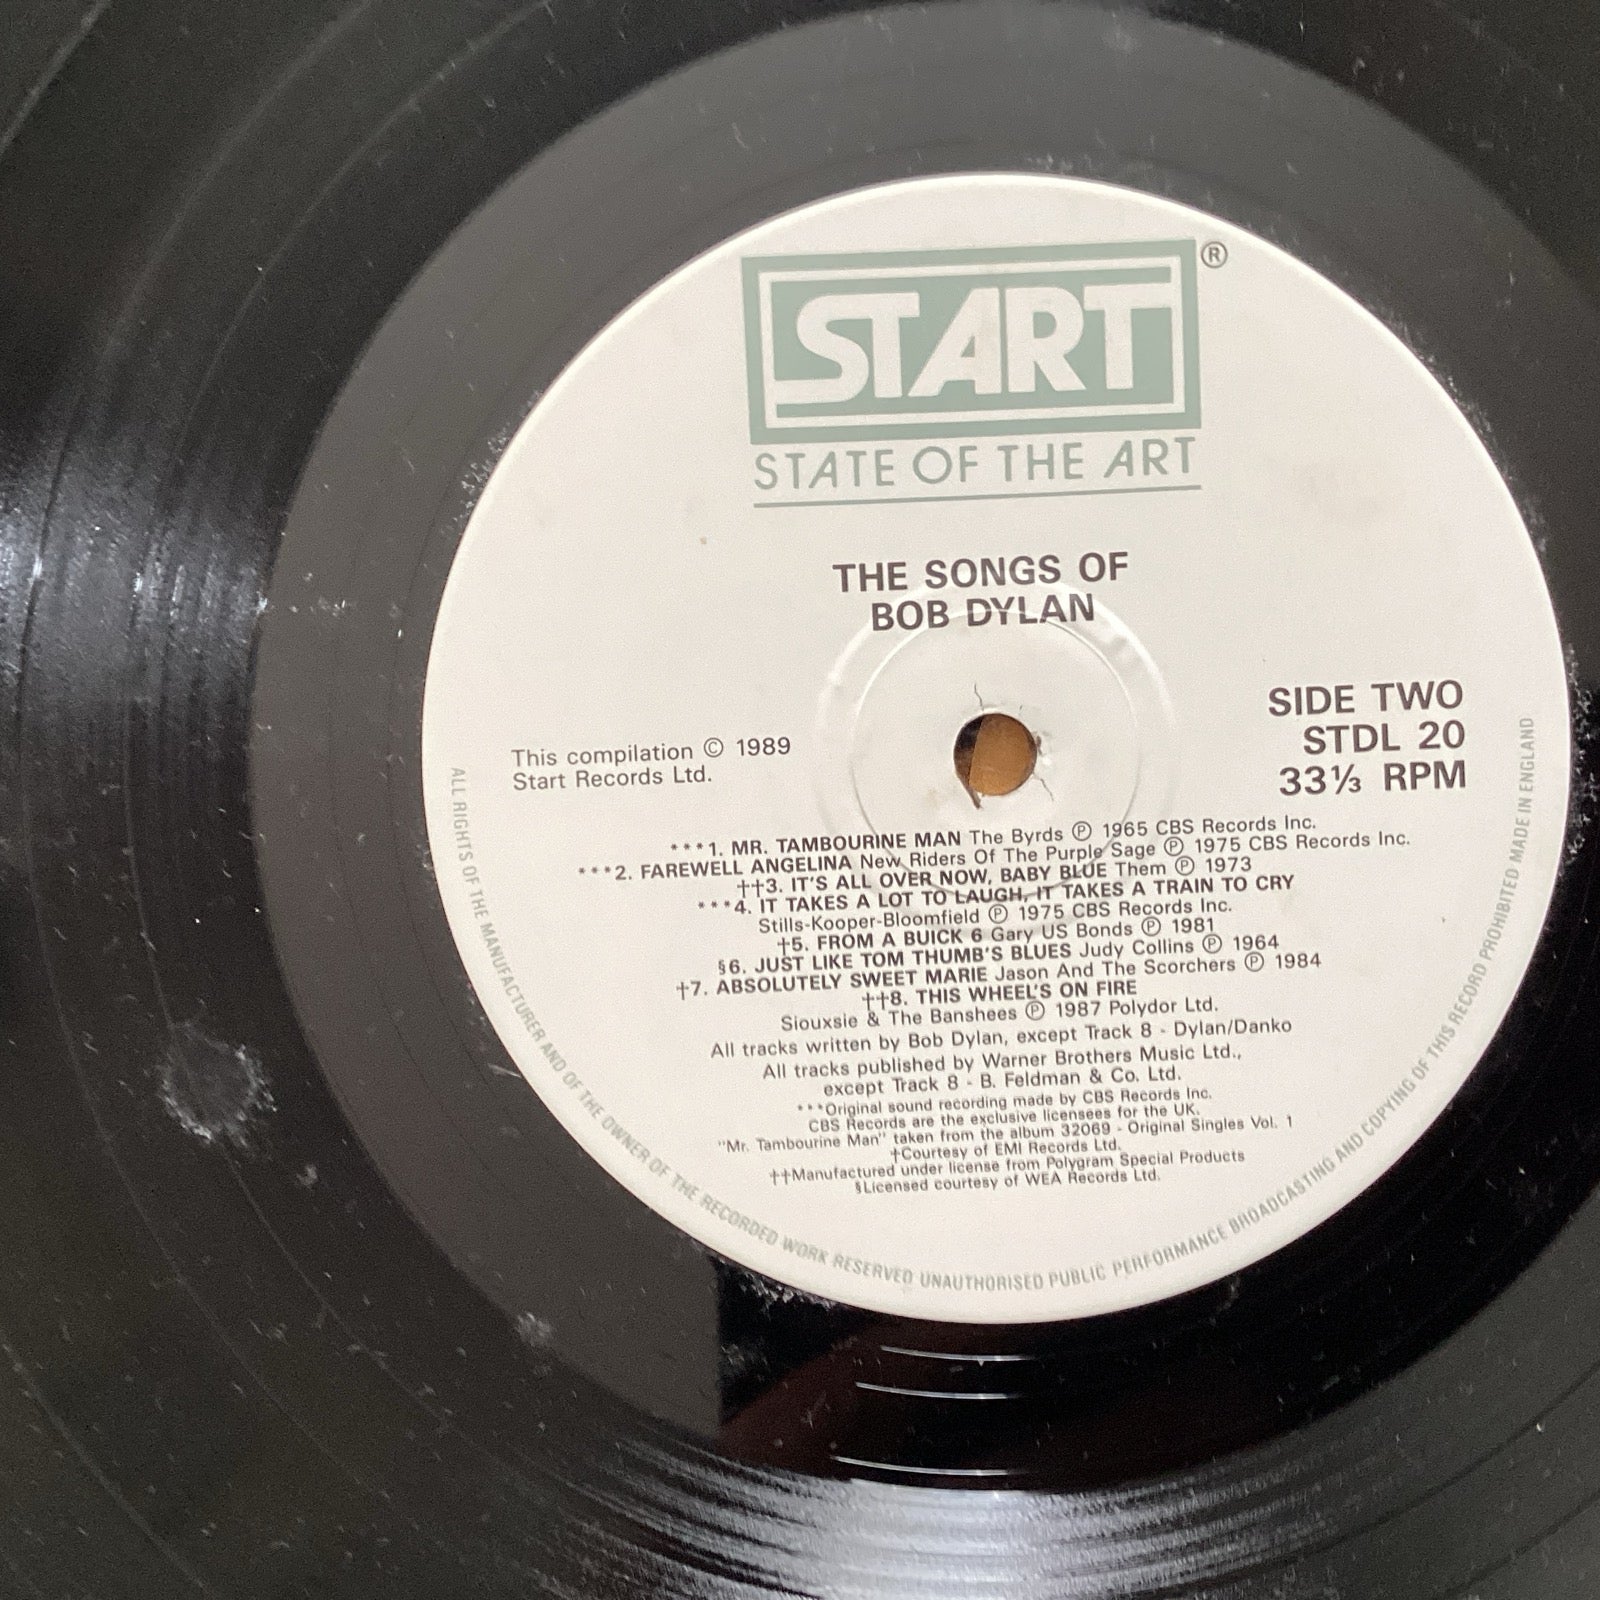 START ®
STATE OF THE ART
THE SONGS OF
BOB DYLAN
SIDE TWO
STDL 20
33⅓ RPM
This compilation © 1989
Start Records Ltd.
***1. MR. TAMBOURINE MAN The Byrds ℗ 1965 CBS Records Inc.
***2. FAREWELL ANGELINA New Riders Of The Purple Sage ℗ 1975 CBS Records Inc.
††3. IT'S ALL OVER NOW, BABY BLUE Them ℗ 1973
***4. IT TAKES A LOT TO LAUGH, IT TAKES A TRAIN TO CRY
Stills-Kooper-Bloomfield ℗ 1975 CBS Records Inc.
†5. FROM A BUICK 6 Gary US Bonds ℗ 1981
§6. JUST LIKE TOM THUMB'S BLUES Judy Collins ℗ 1964
†7. ABSOLUTELY SWEET MARIE Jason And The Scorchers ℗ 1984
††8. THIS WHEEL'S ON FIRE
Siouxsie & The Banshees ℗ 1987 Polydor Ltd.
All tracks written by Bob Dylan, except Track 8 - Dylan/Danko
All tracks published by Warner Brothers Music Ltd.,
except Track 8 - B. Feldman & Co. Ltd.
***Original sound recording made by CBS Records Inc.
CBS Records are the exclusive licensees for the UK.
"Mr. Tambourine Man" taken from the album 32069 - Original Singles Vol. 1
†Courtesy of EMI Records Ltd.
††Manufactured under license from Polygram Special Products
§Licensed courtesy of WEA Records Ltd.
ALL RIGHTS OF THE MANUFACTURER AND OF THE OWNER OF THE RECORDED WORK RESERVED UNAUTHORISED PUBLIC PERFORMANCE BROADCASTING AND COPYING OF THIS RECORD PROHIBITED MADE IN ENGLAND